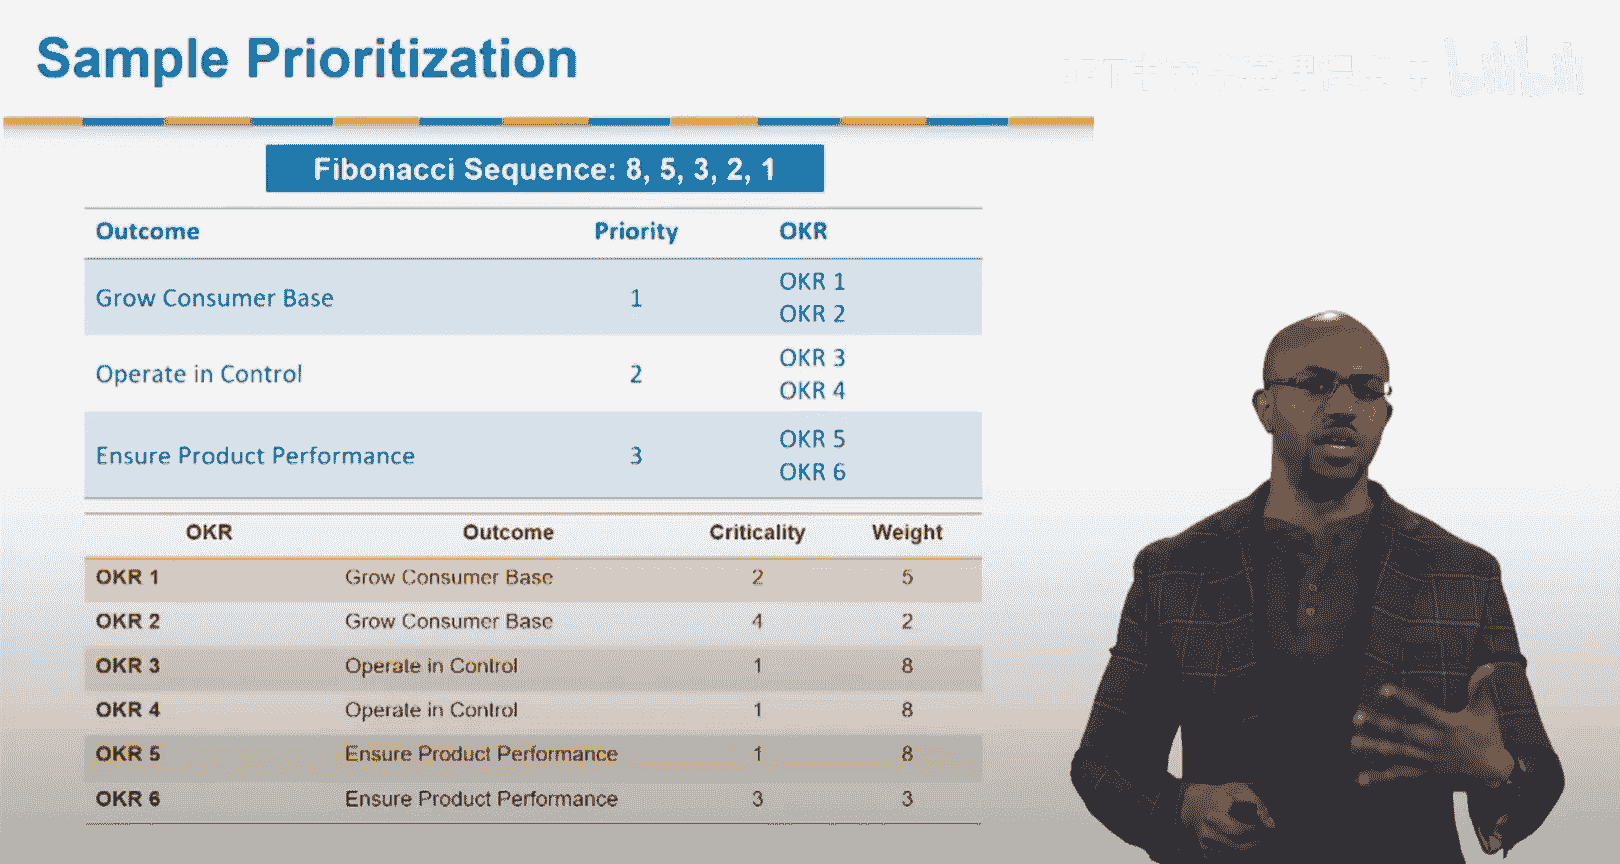 Sample Prioritization
bilibili
Fibonacci Sequence: 8, 5, 3, 2, 1
Outcome Priority OKR
Grow Consumer Base 1 OKR 1
OKR 2
Operate in Control 2 OKR 3
OKR 4
Ensure Product Performance 3 OKR 5
OKR 6
OKR Outcome Criticality Weight
OKR 1 Grow Consumer Base 2 5
OKR 2 Grow Consumer Base 4 2
OKR 3 Operate in Control 1 8
OKR 4 Operate in Control 1 8
OKR 5 Ensure Product Performance 1 8
OKR 6 Ensure Product Performance 3 3